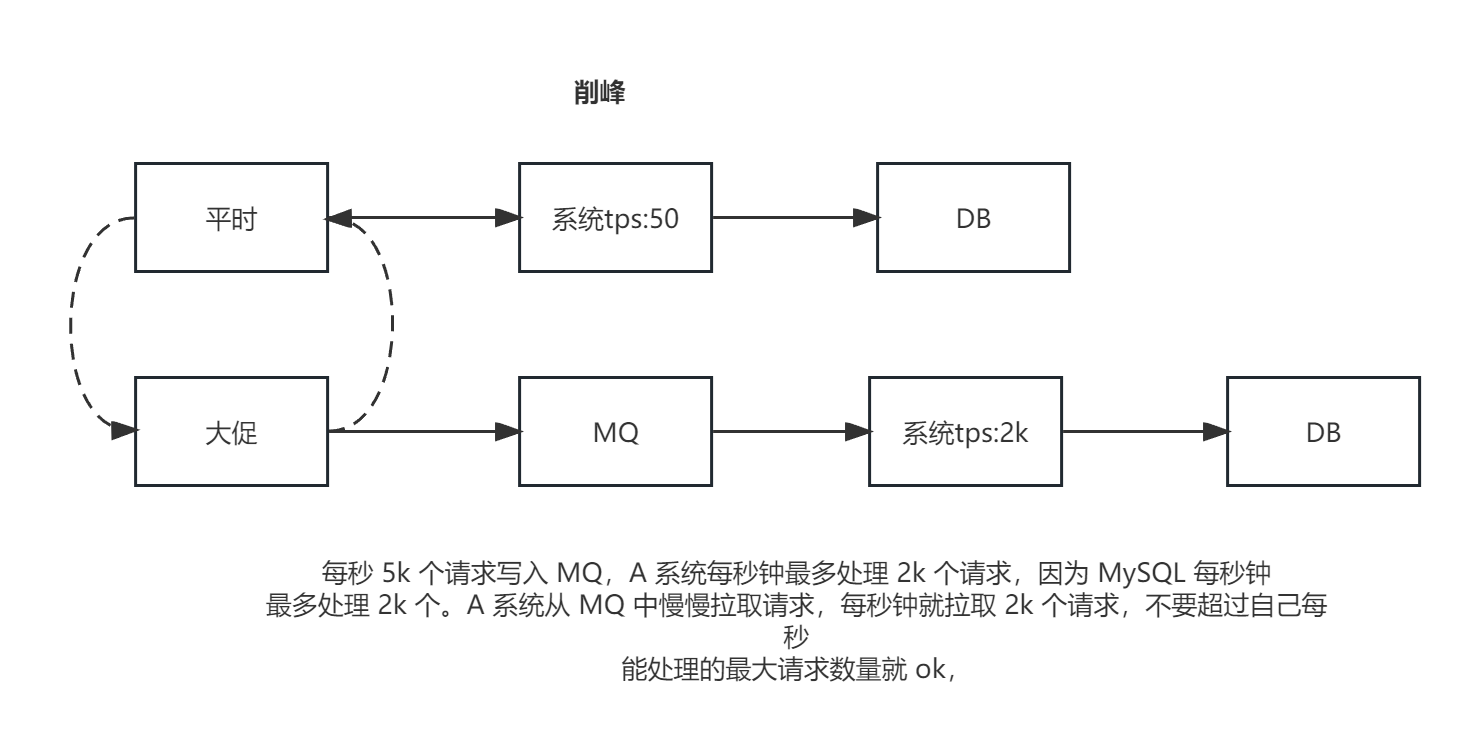 削峰
平时
系统tps:50
DB
大促
MQ
系统tps:2k
DB
每秒 5k 个请求写入 MQ，A 系统每秒钟最多处理 2k 个请求，因为 MySQL 每秒钟
最多处理 2k 个。A 系统从 MQ 中慢慢拉取请求，每秒钟就拉取 2k 个请求，不要超过自己每
秒
能处理的最大请求数量就 ok，